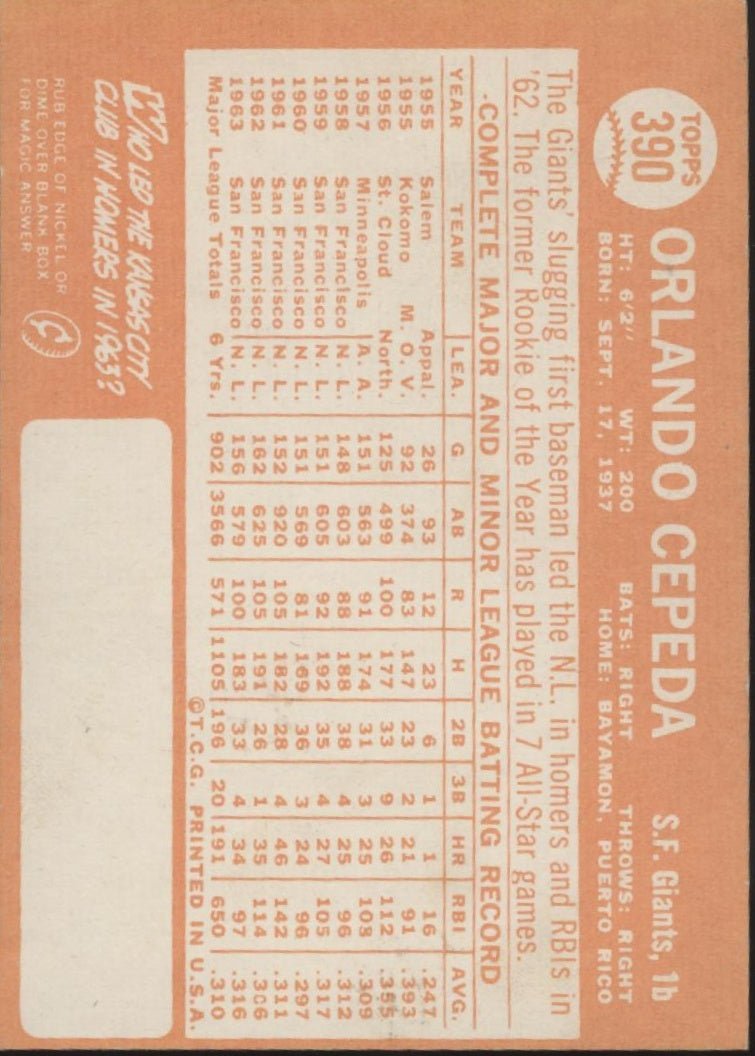 TOPPS
390
ORLANDO CEPEDA S.F. Giants, 1b
HT: 6'2" WT: 200 BATS: RIGHT THROWS: RIGHT
BORN: SEPT. 17, 1937 HOME: BAYAMON, PUERTO RICO
The Giants' slugging first baseman led the N.L. in homers and RBIs in
'62. The former Rookie of the Year has played in 7 All-Star games.
COMPLETE MAJOR AND MINOR LEAGUE BATTING RECORD
YEAR TEAM LEA. G AB R H 2B 3B HR RBI AVG.
1955 Salem Appal. 26 93 12 23 6 1 1 16 .247
1955 Kokomo M. O. V. 92 374 83 147 23 2 21 91 .393
1956 St. Cloud North. 125 499 100 177 33 9 26 112 .355
1957 Minneapolis A. A. 151 563 91 174 31 3 25 108 .309
1958 San Francisco N. L. 148 603 88 188 38 4 25 96 .312
1959 San Francisco N. L. 151 605 92 192 35 4 27 105 .317
1960 San Francisco N. L. 151 569 81 169 36 3 24 96 .297
1961 San Francisco N. L. 152 920 105 182 28 4 46 142 .311
1962 San Francisco N. L. 162 625 105 191 26 1 35 114 .306
1963 San Francisco N. L. 156 579 100 183 33 4 34 97 .316
Major League Totals 6 Yrs. 902 3566 571 1105 196 20 191 650 .310
©T.C.G. PRINTED IN U.S.A.
WHO LED THE KANSAS CITY
CLUB IN HOMERS IN 1963?
RUB EDGE OF NICKEL OR
DIME OVER BLANK BOX
FOR MAGIC ANSWER